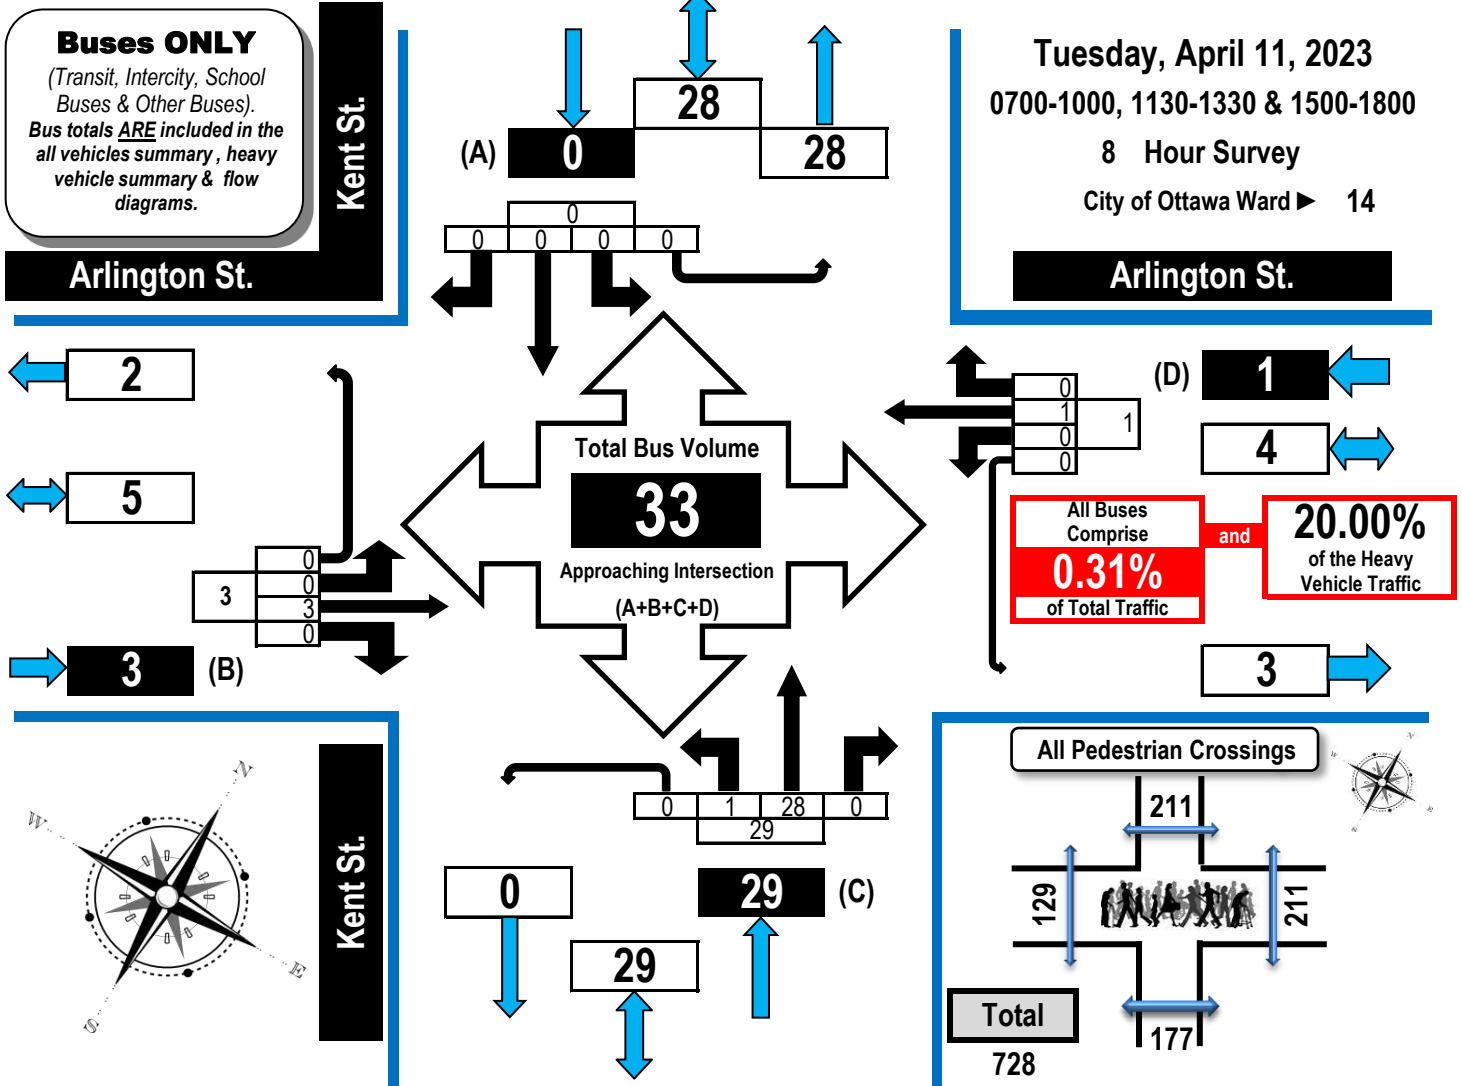 Buses ONLY
(Transit, Intercity, School
Buses & Other Buses).
Bus totals ARE included in the
all vehicles summary , heavy
vehicle summary & flow
diagrams.
Kent St.
Arlington St.
(A)
0
28
28
0
0
0
0
0
Tuesday, April 11, 2023
0700-1000, 1130-1330 & 1500-1800
8 Hour Survey
City of Ottawa Ward ► 14
Arlington St.
2
5
0
0
3
0
3
3
(B)
Total Bus Volume
33
Approaching Intersection
(A+B+C+D)
(D)
1
0
1
0
0
1
4
All Buses
Comprise
0.31%
of Total Traffic
and
20.00%
of the Heavy
Vehicle Traffic
3
N
W
E
S
Kent St.
0
1
28
0
29
0
29
29
(C)
All Pedestrian Crossings
N
W
E
S
211
129
211
177
Total
728